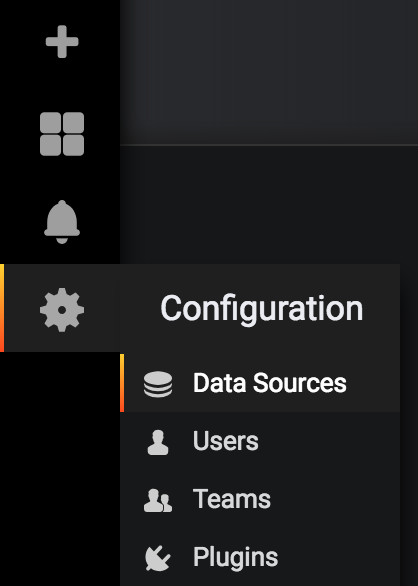 Configuration
Data Sources
Users
Teams
Plugins